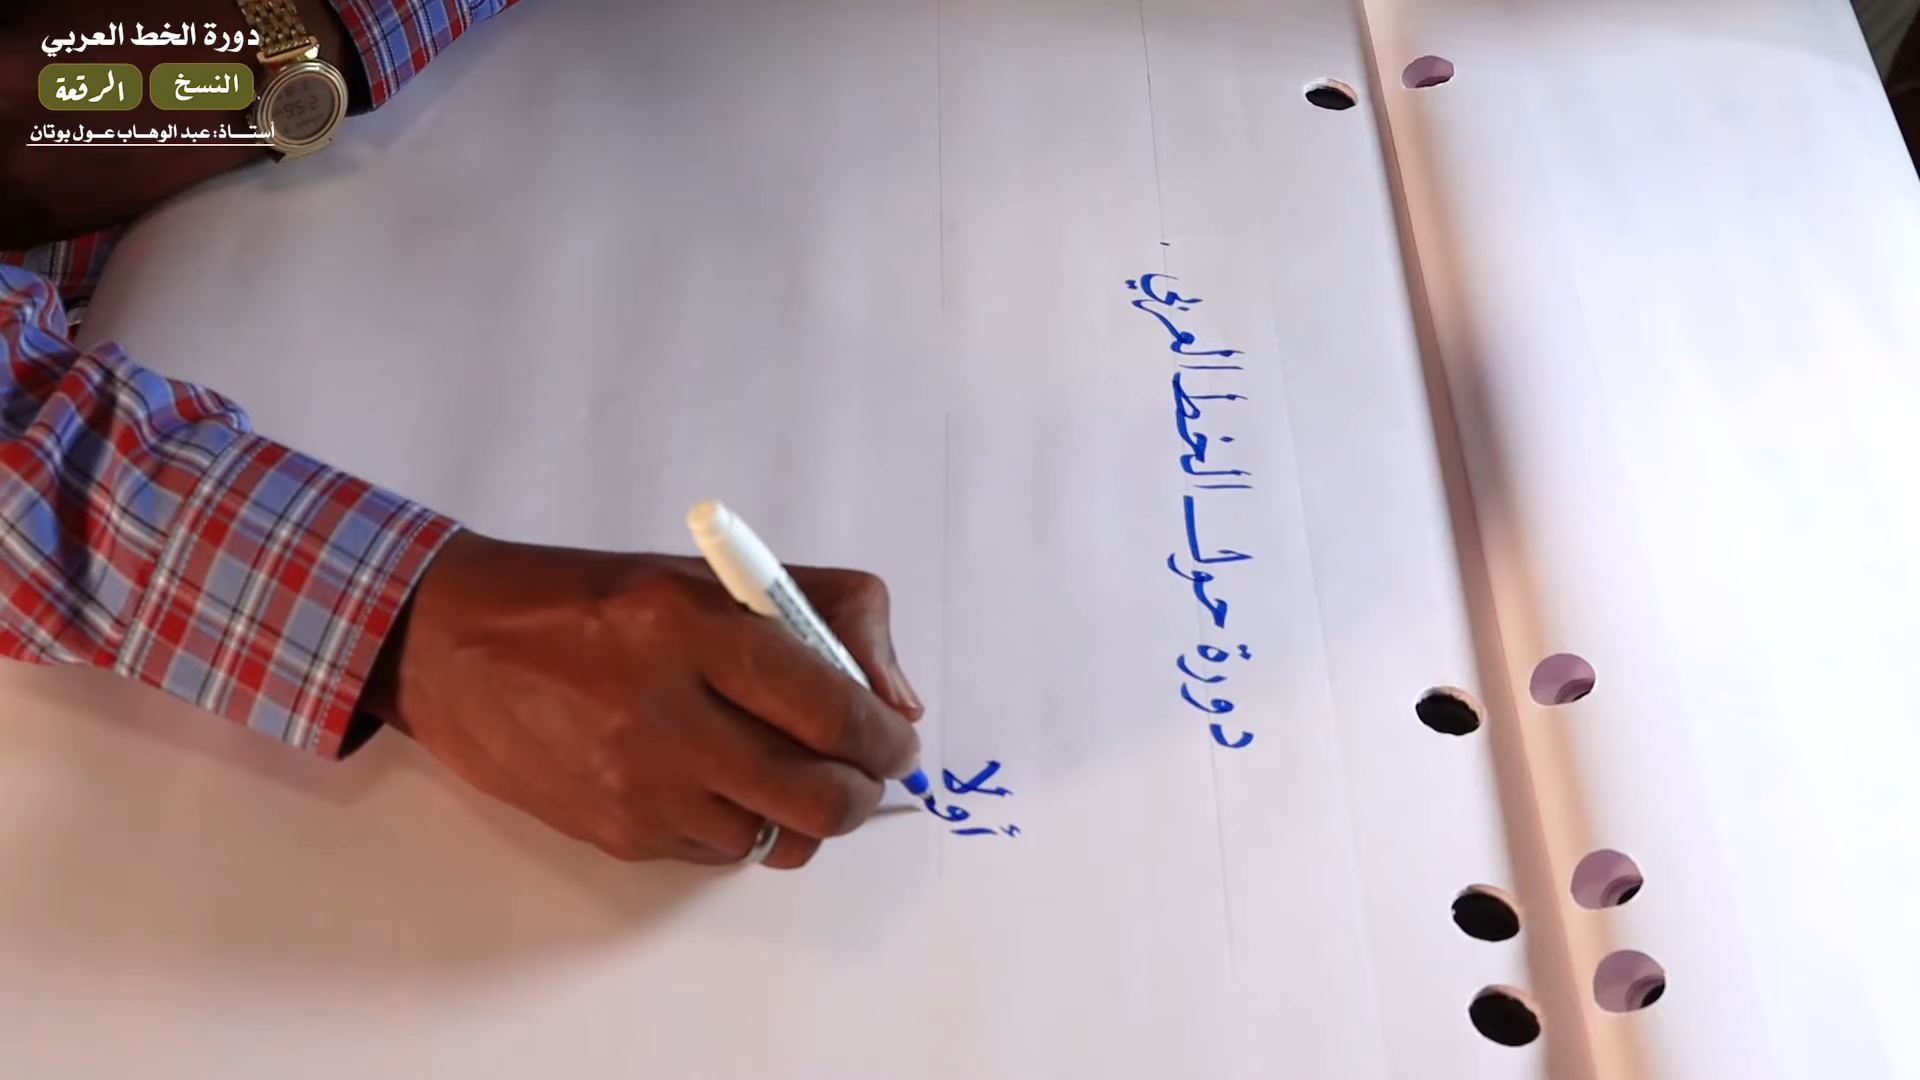 دورة الخط العربي
النسخ
الرقعة
أستاذ: عبد الوهاب عول بوتان
دورة حول الخط العربي
أولا